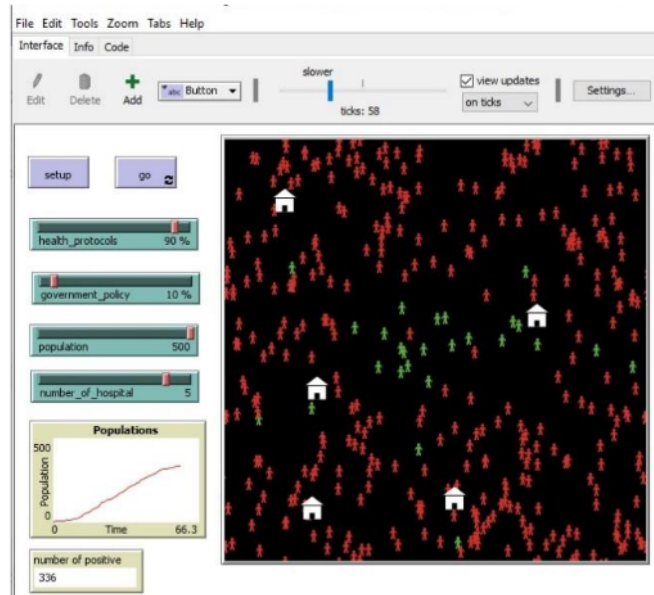 File Edit Tools Zoom Tabs Help
Interface Info Code
Edit Delete Add abc Button slower view updates Settings...
ticks: 58 on ticks
setup go
health_protocols 90 %
government_policy 10 %
population 500
number_of_hospital 5
Populations
500
Population
0
0 Time 66.3
number of positive
336